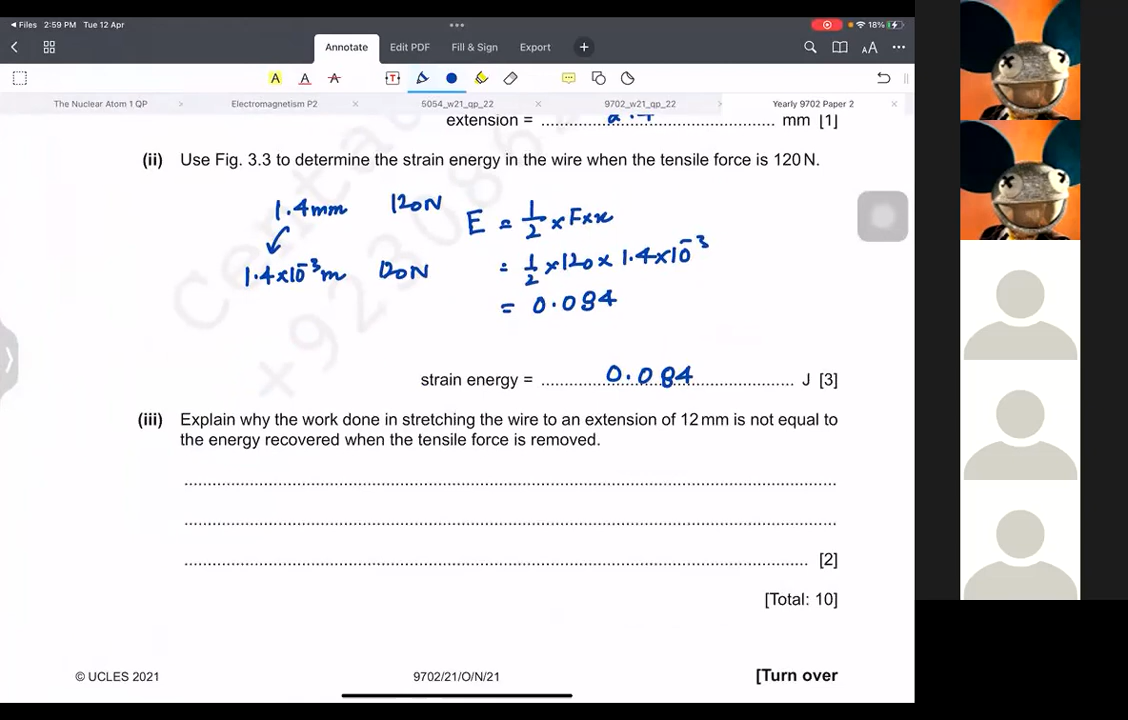 Files 2:59 PM Tue 12 Apr 18%
Annotate Edit PDF Fill & Sign Export
The Nuclear Atom 1 QP Electromagnetism P2 5054_w21_qp_22 9702_w21_qp_22 Yearly 9702 Paper 2
extension = mm [1]
(ii) Use Fig. 3.3 to determine the strain energy in the wire when the tensile force is 120 N.
1.4mm 120N E = 1/2 × F × x
1.4×10⁻³m 120N = 1/2 × 120 × 1.4×10⁻³
= 0.084
strain energy = 0.084 J [3]
(iii) Explain why the work done in stretching the wire to an extension of 12 mm is not equal to
the energy recovered when the tensile force is removed.
[2]
[Total: 10]
© UCLES 2021 9702/21/O/N/21 [Turn over